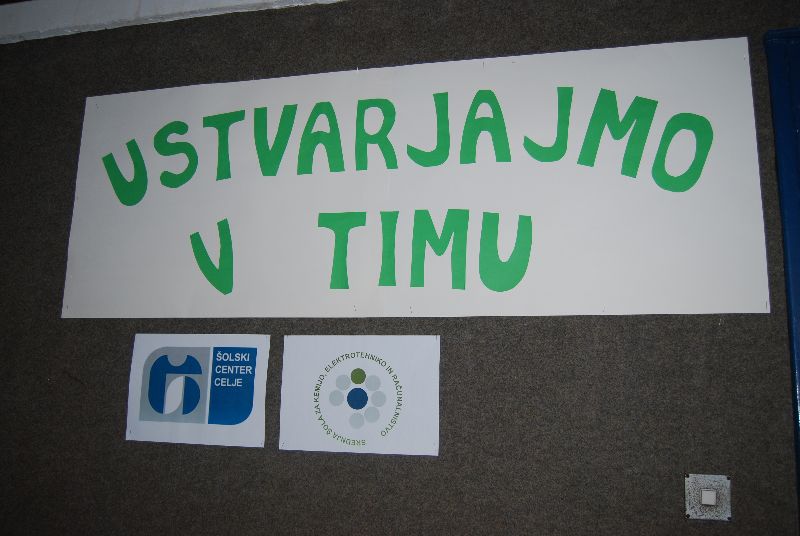 USTVARJAJMO
V TIMU
ŠOLSKI
CENTER
CELJE
SREDNJA ŠOLA ZA KEMIJO, ELEKTROTEHNIKO IN RAČUNALNIŠTVO